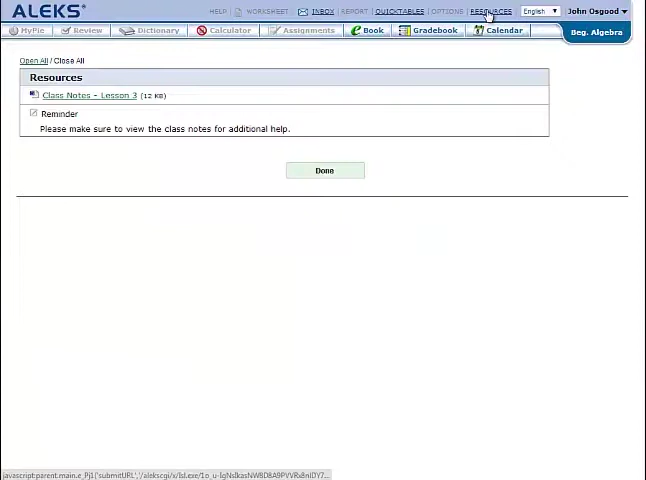 ALEKS®
HELP WORKSHEET INBOX REPORT QUICKTABLES OPTIONS RESOURCES English John Osgood
MyPie Review Dictionary Calculator Assignments Book Gradebook Calendar Beg. Algebra
Open All / Close All
Resources
Class Notes - Lesson 3 (12 KB)
Reminder
Please make sure to view the class notes for additional help.
Done